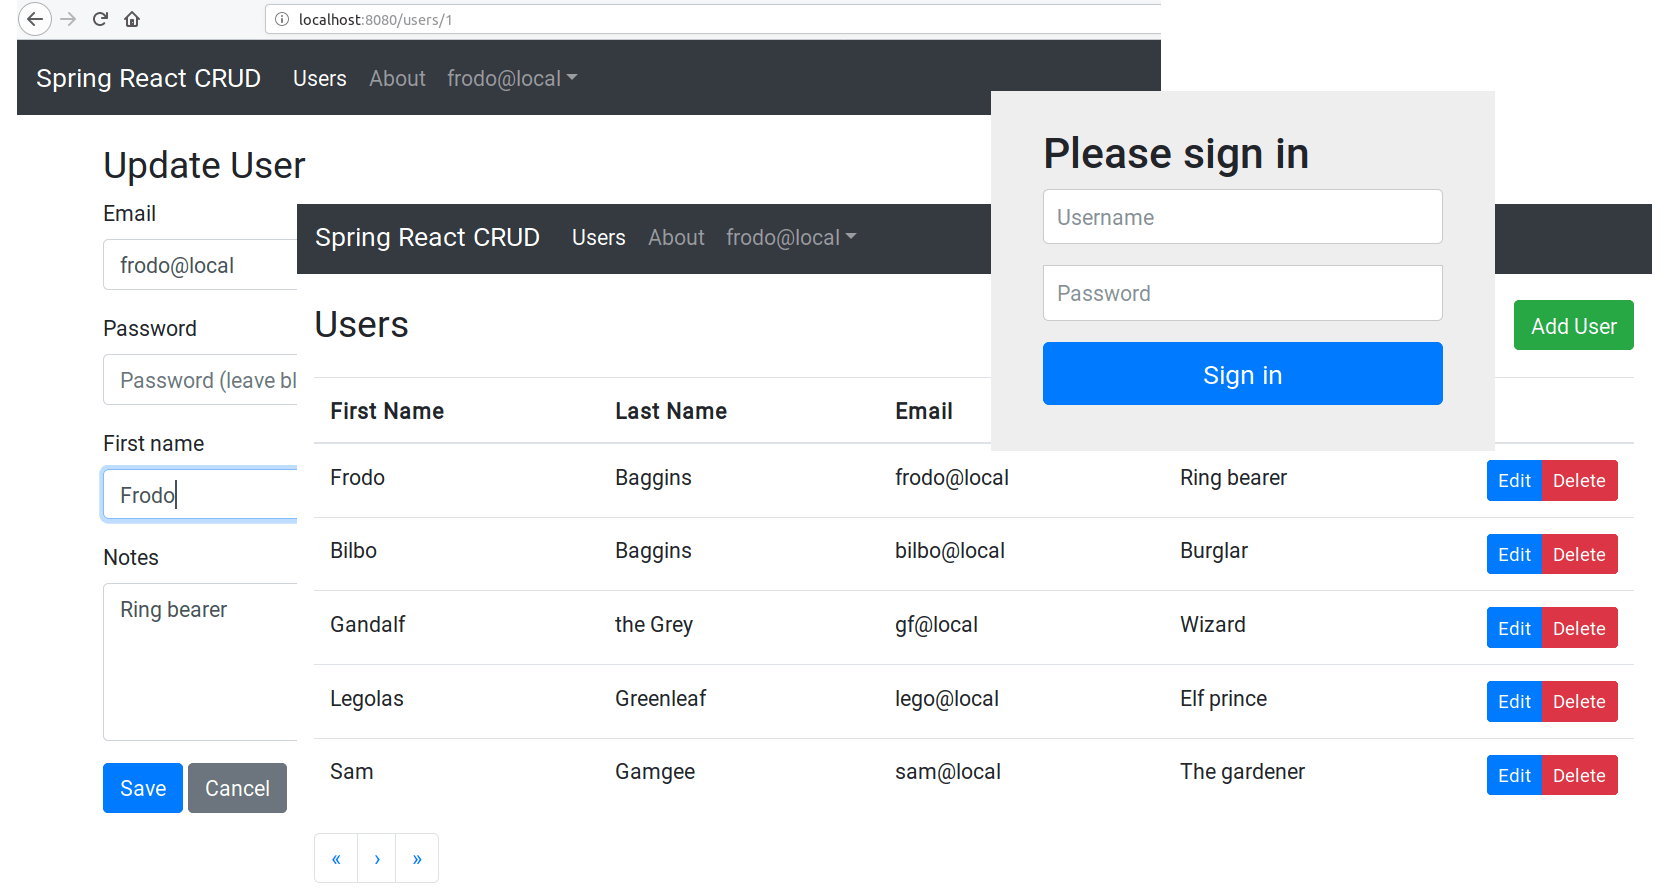 localhost:8080/users/1
Spring React CRUD Users About frodo@local
Update User
Email
frodo@local
Password
Password (leave bl
First name
Frodo
Notes
Ring bearer
Save Cancel
Spring React CRUD Users About frodo@local
Users
Add User
First Name Last Name Email
Frodo Baggins frodo@local Ring bearer Edit Delete
Bilbo Baggins bilbo@local Burglar Edit Delete
Gandalf the Grey gf@local Wizard Edit Delete
Legolas Greenleaf lego@local Elf prince Edit Delete
Sam Gamgee sam@local The gardener Edit Delete
« › »
Please sign in
Username
Password
Sign in